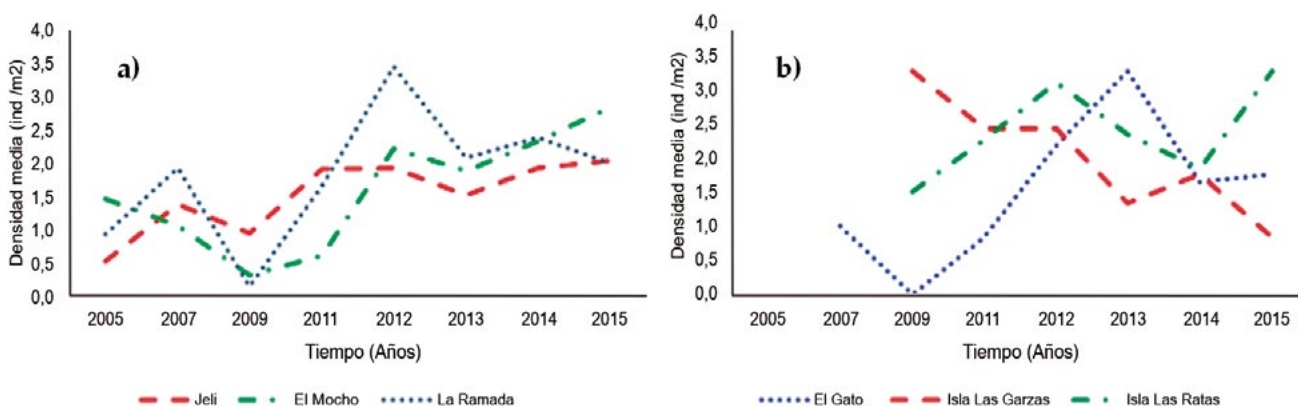 a)
Densidad media (ind /m2)
4,0
3,5
3,0
2,5
2,0
1,5
1,0
0,5
0,0
2005 2007 2009 2011 2012 2013 2014 2015
Tiempo (Años)
Jeli El Mocho La Ramada
b)
Densidad media (ind /m2)
4,0
3,5
3,0
2,5
2,0
1,5
1,0
0,5
0,0
2005 2007 2009 2011 2012 2013 2014 2015
Tiempo (Años)
El Gato Isla Las Garzas Isla Las Ratas